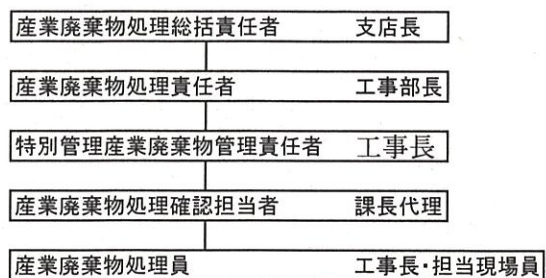 産業廃棄物処理総括責任者 支店長
産業廃棄物処理責任者 工事部長
特別管理産業廃棄物管理責任者 工事長
産業廃棄物処理確認担当者 課長代理
産業廃棄物処理員 工事長・担当現場員